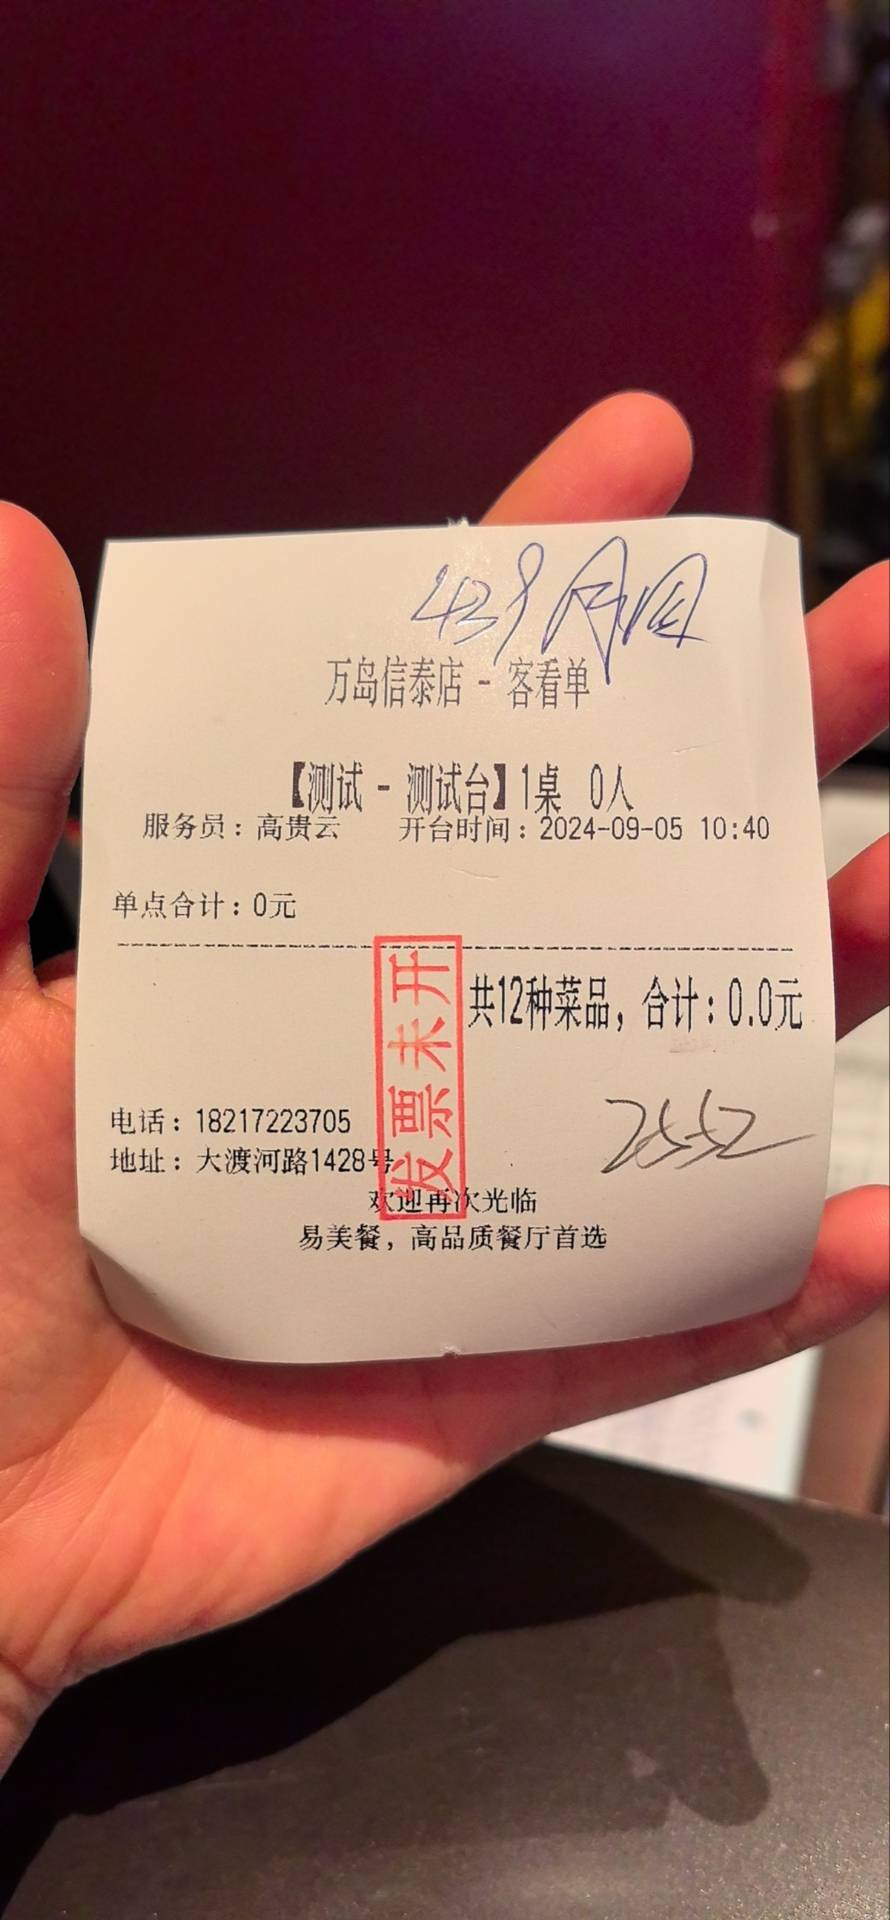 万岛信泰店 - 客看单
【测试 - 测试台】1桌 0人
服务员：高贵云 开台时间：2024-09-05 10:40
单点合计：0元
共12种菜品，合计：0.0元
发票未开
2552
电话：18217223705
地址：大渡河路1428号
欢迎再次光临
易美餐，高品质餐厅首选